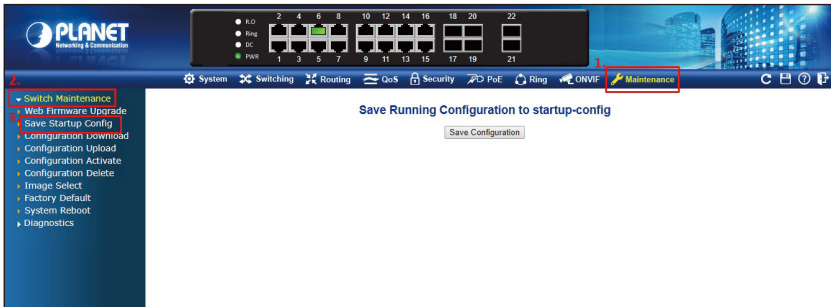 PLANET
Networking & Communication
R.O
Ring
DC
PWR
2 4 6 8 10 12 14 16 18 20 22
1 3 5 7 9 11 13 15 17 19 21
1.
System Switching Routing QoS Security PoE Ring ONVIF Maintenance
2.
Switch Maintenance
Web Firmware Upgrade
Save Startup Config
Configuration Download
Configuration Upload
Configuration Activate
Configuration Delete
Image Select
Factory Default
System Reboot
Diagnostics
Save Running Configuration to startup-config
Save Configuration